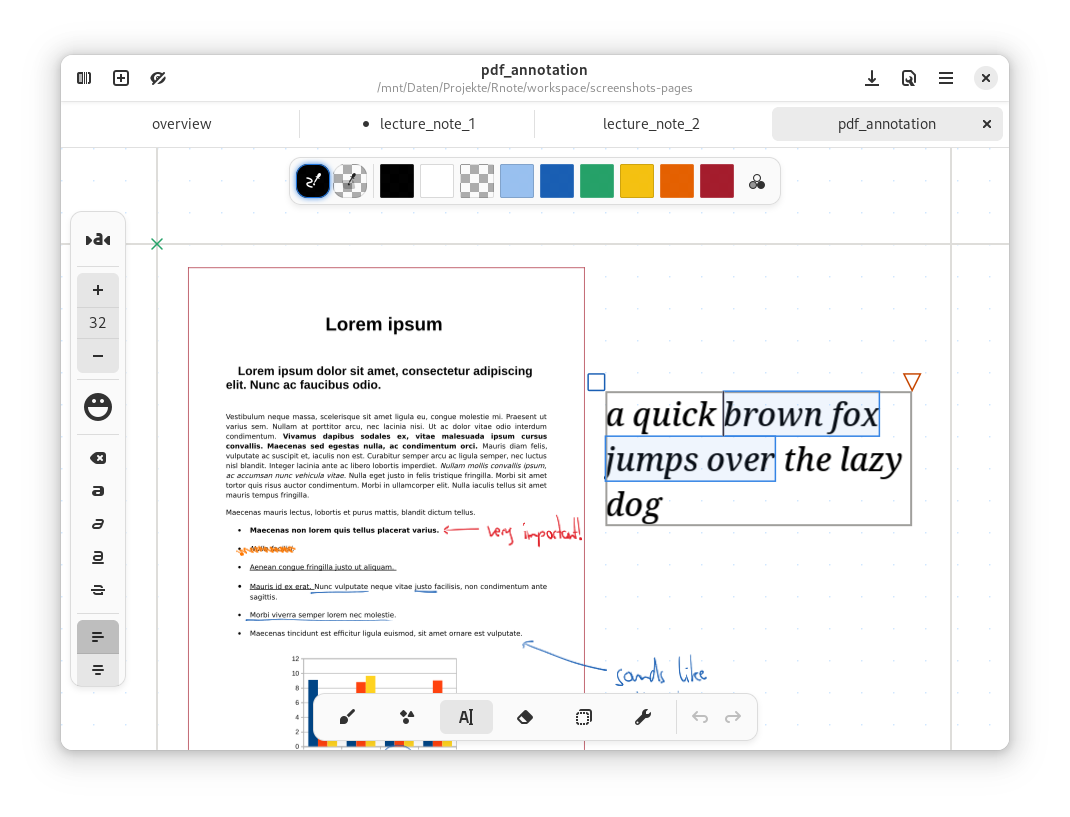 pdf_annotation
/mnt/Daten/Projekte/Rnote/workspace/screenshots-pages
overview
• lecture_note_1
lecture_note_2
pdf_annotation
a
32
a
a
a
Lorem ipsum
Lorem ipsum dolor sit amet, consectetur adipiscing
elit. Nunc ac faucibus odio.
Vestibulum neque massa, scelerisque sit amet ligula eu, congue molestie mi. Praesent ut
varius sem. Nullam at porttitor arcu, nec lacinia nisi. Ut ac dolor vitae odio interdum
condimentum. Vivamus dapibus sodales ex, vitae malesuada ipsum cursus
convallis. Maecenas sed egestas nulla, ac condimentum orci. Mauris diam felis,
vulputate ac suscipit et, iaculis non est. Curabitur semper arcu ac ligula semper, nec luctus
nisl blandit. Integer lacinia ante ac libero lobortis imperdiet. Nullam mollis convallis ipsum,
ac accumsan nunc vehicula vitae. Nulla eget justo in felis tristique fringilla. Morbi sit amet
tortor quis risus auctor condimentum. Morbi in ullamcorper elit. Nulla iaculis tellus sit amet
mauris tempus fringilla.
Maecenas mauris lectus, lobortis et purus mattis, blandit dictum tellus.
• Maecenas non lorem quis tellus placerat varius.
very important!
• Nulla facilisi.
• Aenean congue fringilla justo ut aliquam.
• Mauris id ex erat. Nunc vulputate neque vitae justo facilisis, non condimentum ante
sagittis.
• Morbi viverra semper lorem nec molestie.
• Maecenas tincidunt est efficitur ligula euismod, sit amet ornare est vulputate.
12
10
8
6
4
2
0
a quick brown fox
jumps over the lazy
dog
sands like
AI